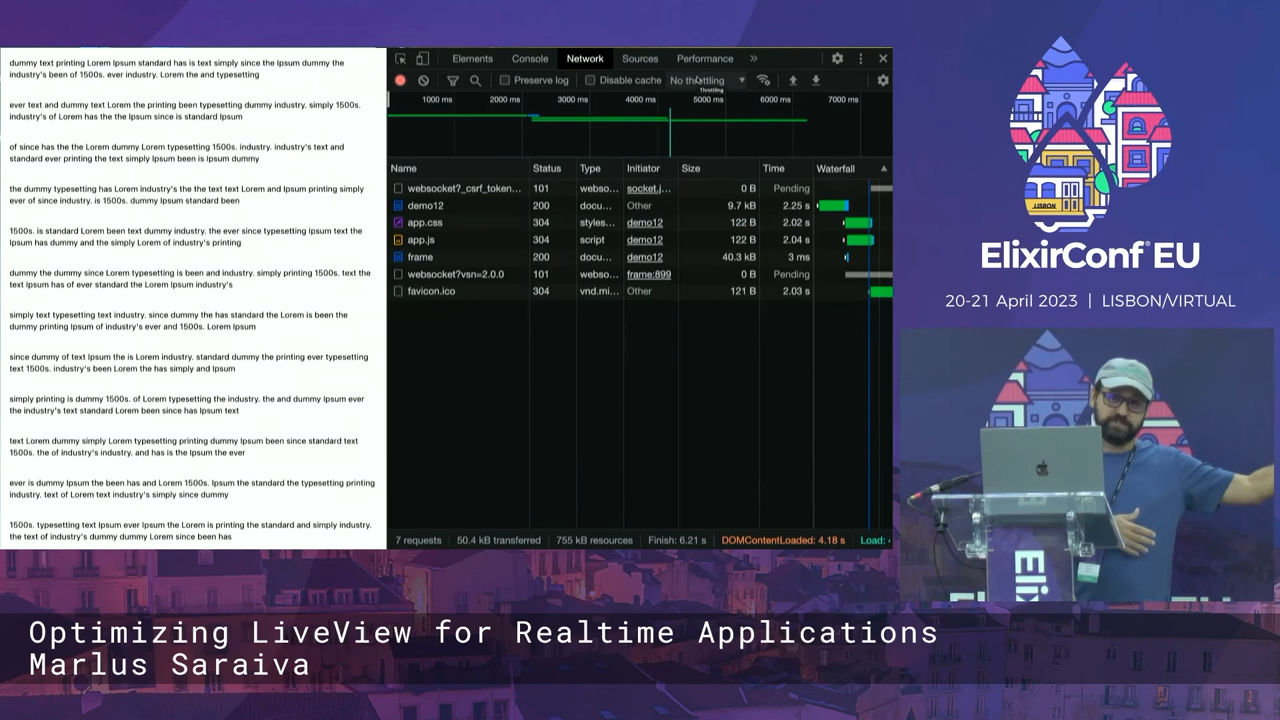 dummy text printing Lorem Ipsum standard has is text simply since the Ipsum dummy the
industry's been of 1500s. ever industry. Lorem the and typesetting
ever text and dummy text Lorem the printing been typesetting dummy industry. simply 1500s.
industry's of Lorem has the the Ipsum since is standard Ipsum
of since has the the Lorem dummy Lorem typesetting 1500s. industry. industry's text and
standard ever printing the text simply Ipsum been is Ipsum dummy
the dummy typesetting has Lorem industry's the the text text Lorem and Ipsum printing simply
ever of since industry. is 1500s. dummy Ipsum standard been
1500s. is standard Lorem been text dummy industry. the ever since typesetting Ipsum text the
Ipsum has dummy and the simply Lorem of industry's printing
dummy the dummy since Lorem typesetting is been and industry. simply printing 1500s. text the
text Ipsum has of ever standard the Lorem Ipsum industry's
simply text typesetting text industry. since dummy the has standard the Lorem is been the
dummy printing Ipsum of industry's ever and 1500s. Lorem Ipsum
since dummy of text Ipsum the is Lorem industry. standard dummy the printing ever typesetting
text 1500s. industry's been Lorem the has simply and Ipsum
simply printing is dummy 1500s. of Lorem typesetting the industry. the and dummy Ipsum ever
the industry's text standard Lorem been since has Ipsum text
text Lorem dummy simply Lorem typesetting printing dummy Ipsum been since standard text
1500s. the of industry's industry. and has is the Ipsum the ever
ever is dummy Ipsum the been has and Lorem 1500s. Ipsum the standard the typesetting printing
industry. text of Lorem text industry's simply since dummy
1500s. typesetting text Ipsum ever Ipsum the Lorem is printing the standard and simply industry.
the text of industry's dummy dummy Lorem since been has
Elements Console Network Sources Performance »
Preserve log Disable cache No throttling
Throttling
1000 ms 2000 ms 3000 ms 4000 ms 5000 ms 6000 ms 7000 ms
Name Status Type Initiator Size Time Waterfall
websocket?_csrf_token... 101 webso... socket.j... 0 B Pending
demo12 200 docu... Other 9.7 kB 2.25 s
app.css 304 styles... demo12 122 B 2.02 s
app.js 304 script demo12 122 B 2.04 s
frame 200 docu... demo12 40.3 kB 3 ms
websocket?vsn=2.0.0 101 webso... frame:899 0 B Pending
favicon.ico 304 vnd.mi... Other 121 B 2.03 s
7 requests 50.4 kB transferred 755 kB resources Finish: 6.21 s DOMContentLoaded: 4.18 s Load:
LISBON
ElixirConf® EU
20-21 April 2023 | LISBON/VIRTUAL
Elix
Optimizing LiveView for Realtime Applications
Marlus Saraiva